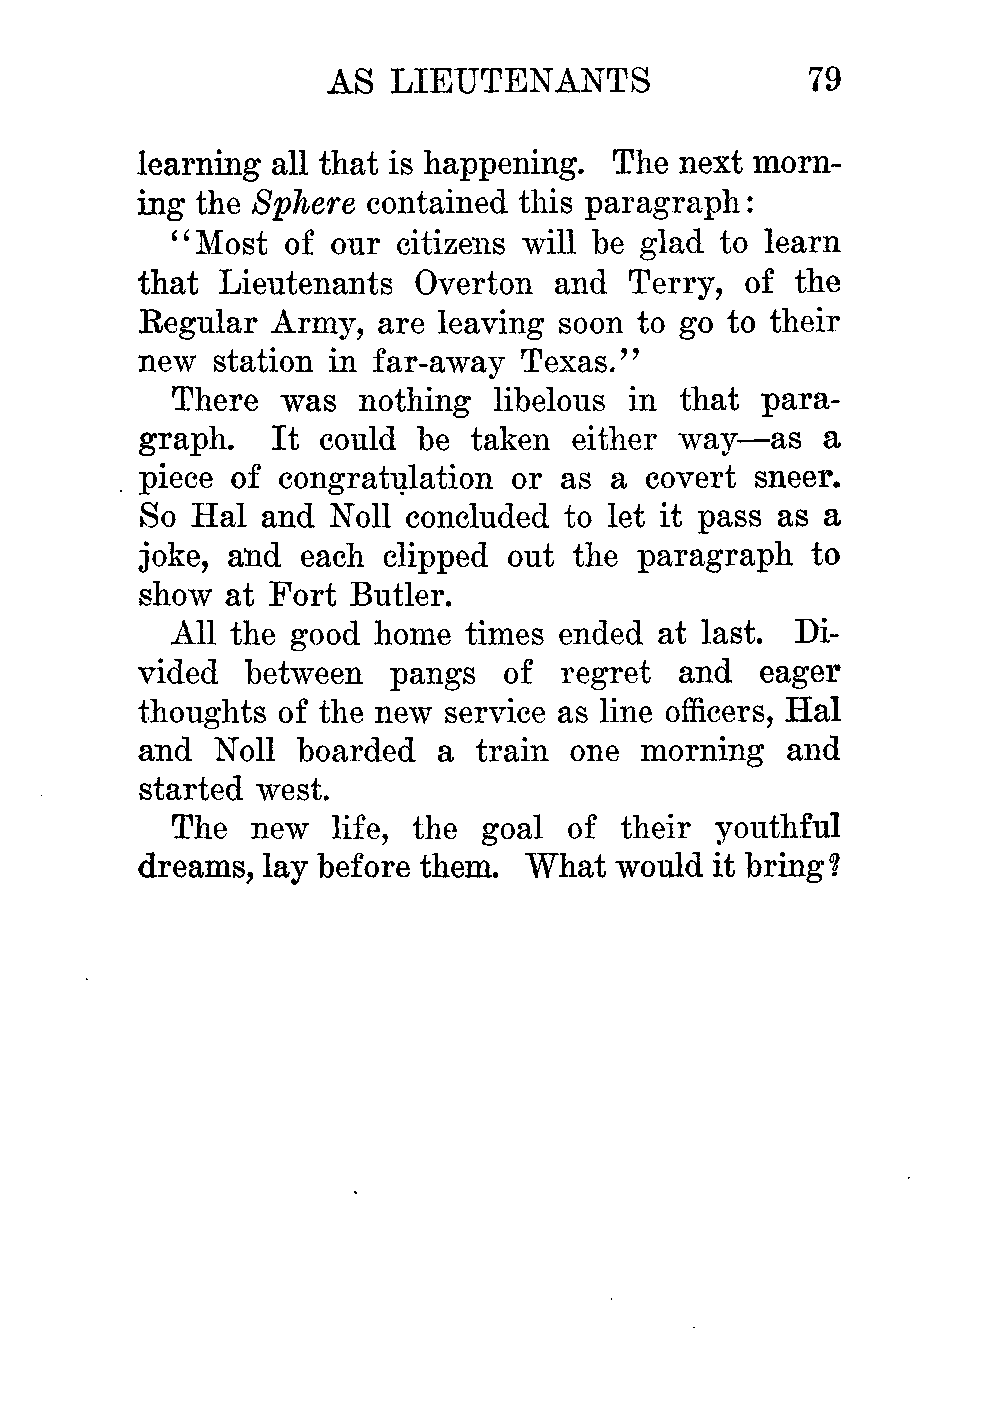 AS LIEUTENANTS 79
learning all that is happening. The next morn-
ing the Sphere contained this paragraph:
“Most of our citizens will be glad to learn
that Lieutenants Overton and Terry, of the
Regular Army, are leaving soon to go to their
new station in far-away Texas.”
There was nothing libelous in that para-
graph. It could be taken either way—as a
piece of congratulation or as a covert sneer.
So Hal and Noll concluded to let it pass as a
joke, and each clipped out the paragraph to
show at Fort Butler.
All the good home times ended at last. Di-
vided between pangs of regret and eager
thoughts of the new service as line officers, Hal
and Noll boarded a train one morning and
started west.
The new life, the goal of their youthful
dreams, lay before them. What would it bring?